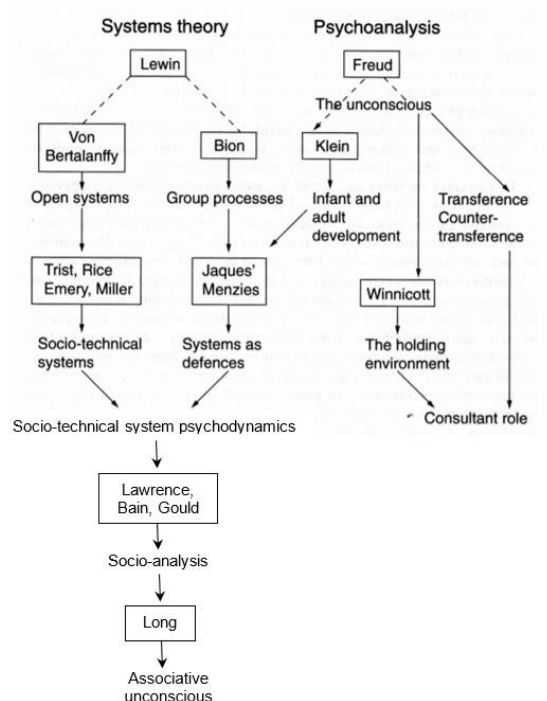 Systems theory
Psychoanalysis
Lewin
Freud
The unconscious
Von
Bertalanffy
Bion
Klein
Open systems
Group processes
Infant and
adult
development
Transference
Counter-
transference
Trist, Rice
Emery, Miller
Jaques'
Menzies
Winnicott
Socio-technical
systems
Systems as
defences
The holding
environment
Consultant role
Socio-technical system psychodynamics
Lawrence,
Bain, Gould
Socio-analysis
Long
Associative
unconscious